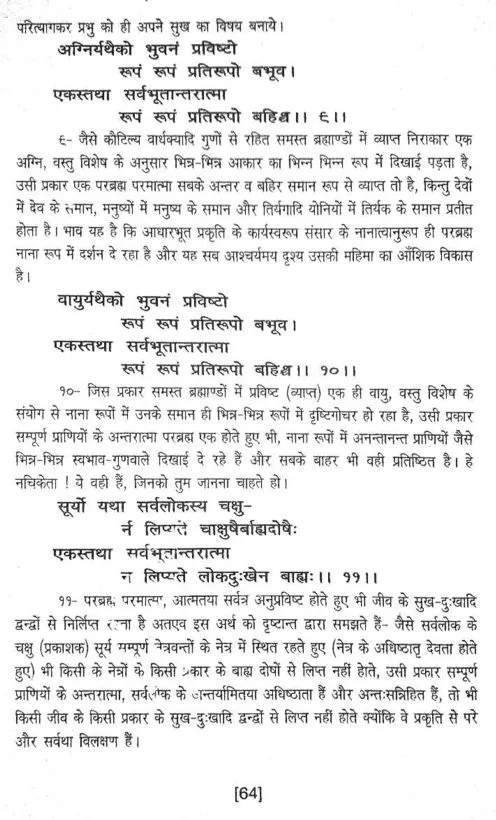 परित्यागकर प्रभु को ही अपने सुख का विषय बनाये।
अग्निर्यथैको भुवनं प्रविष्टो
रूपं रूपं प्रतिरूपो बभूव।
एकस्तथा सर्वभूतान्तरात्मा
रूपं रूपं प्रतिरूपो बहिश्च।। ९।।
९- जैसे कौटिल्य वार्थक्यादि गुणों से रहित समस्त ब्रह्माण्डों में व्याप्त निराकार एक
अग्नि, वस्तु विशेष के अनुसार भिन्न-भिन्न आकार का भिन्न भिन्न रूप में दिखाई पड़ता है,
उसी प्रकार एक परब्रह्म परमात्मा सबके अन्तर व बहिर समान रूप से व्याप्त तो है, किन्तु देवों
में देव के समान, मनुष्यों में मनुष्य के समान और तिर्यगादि योनियों में तिर्यक के समान प्रतीत
होता है। भाव यह है कि आधारभूत प्रकृति के कार्यस्वरूप संसार के नानात्वानुरूप ही परब्रह्म
नाना रूप में दर्शन दे रहा है और यह सब आश्चर्यमय दृश्य उसकी महिमा का आँशिक विकास
है।
वायुर्यथैको भुवनं प्रविष्टो
रूपं रूपं प्रतिरूपो बभूव।
एकस्तथा सर्वभूतान्तरात्मा
रूपं रूपं प्रतिरूपो बहिश्च।। १०।।
१०- जिस प्रकार समस्त ब्रह्माण्डों में प्रविष्ट (व्याप्त) एक ही वायु, वस्तु विशेष के
संयोग से नाना रूपों में उनके समान ही भिन्न-भिन्न रूपों में दृष्टिगोचर हो रहा है, उसी प्रकार
सम्पूर्ण प्राणियों के अन्तरात्मा परब्रह्म एक होते हुए भी, नाना रूपों में अनन्तानन्त प्राणियों जैसे
भिन्न-भिन्न स्वभाव-गुणवाले दिखाई दे रहे हैं और सबके बाहर भी वही प्रतिष्ठित है। हे
नचिकेता ! ये वही हैं, जिनको तुम जानना चाहते हो।
सूर्यो यथा सर्वलोकस्य चक्षु-
र्न लिप्यते चाक्षुषैर्बाह्यदोषैः
एकस्तथा सर्वभूतान्तरात्मा
न लिप्यते लोकदुःखेन बाह्यः।। ११।।
११- परब्रह्म परमात्मा, आत्मतया सर्वत्र अनुप्रविष्ट होते हुए भी जीव के सुख-दुःखादि
द्वन्द्वों से निर्लिप्त रहता है अतएव इस अर्थ को दृष्टान्त द्वारा समझते हैं- जैसे सर्वलोक के
चक्षु (प्रकाशक) सूर्य सम्पूर्ण नेत्रवन्तों के नेत्र में स्थित रहते हुए (नेत्र के अधिष्ठातृ देवता होते
हुए) भी किसी के नेत्रों के किसी प्रकार के बाह्य दोषों से लिप्त नहीं होते, उसी प्रकार सम्पूर्ण
प्राणियों के अन्तरात्मा, सर्वलोक के अन्तर्यामितया अधिष्ठाता हैं और अन्तःसन्निहित हैं, तो भी
किसी जीव के किसी प्रकार के सुख-दुःखादि द्वन्द्वों से लिप्त नहीं होते क्योंकि वे प्रकृति से परे
और सर्वथा विलक्षण हैं।
[64]